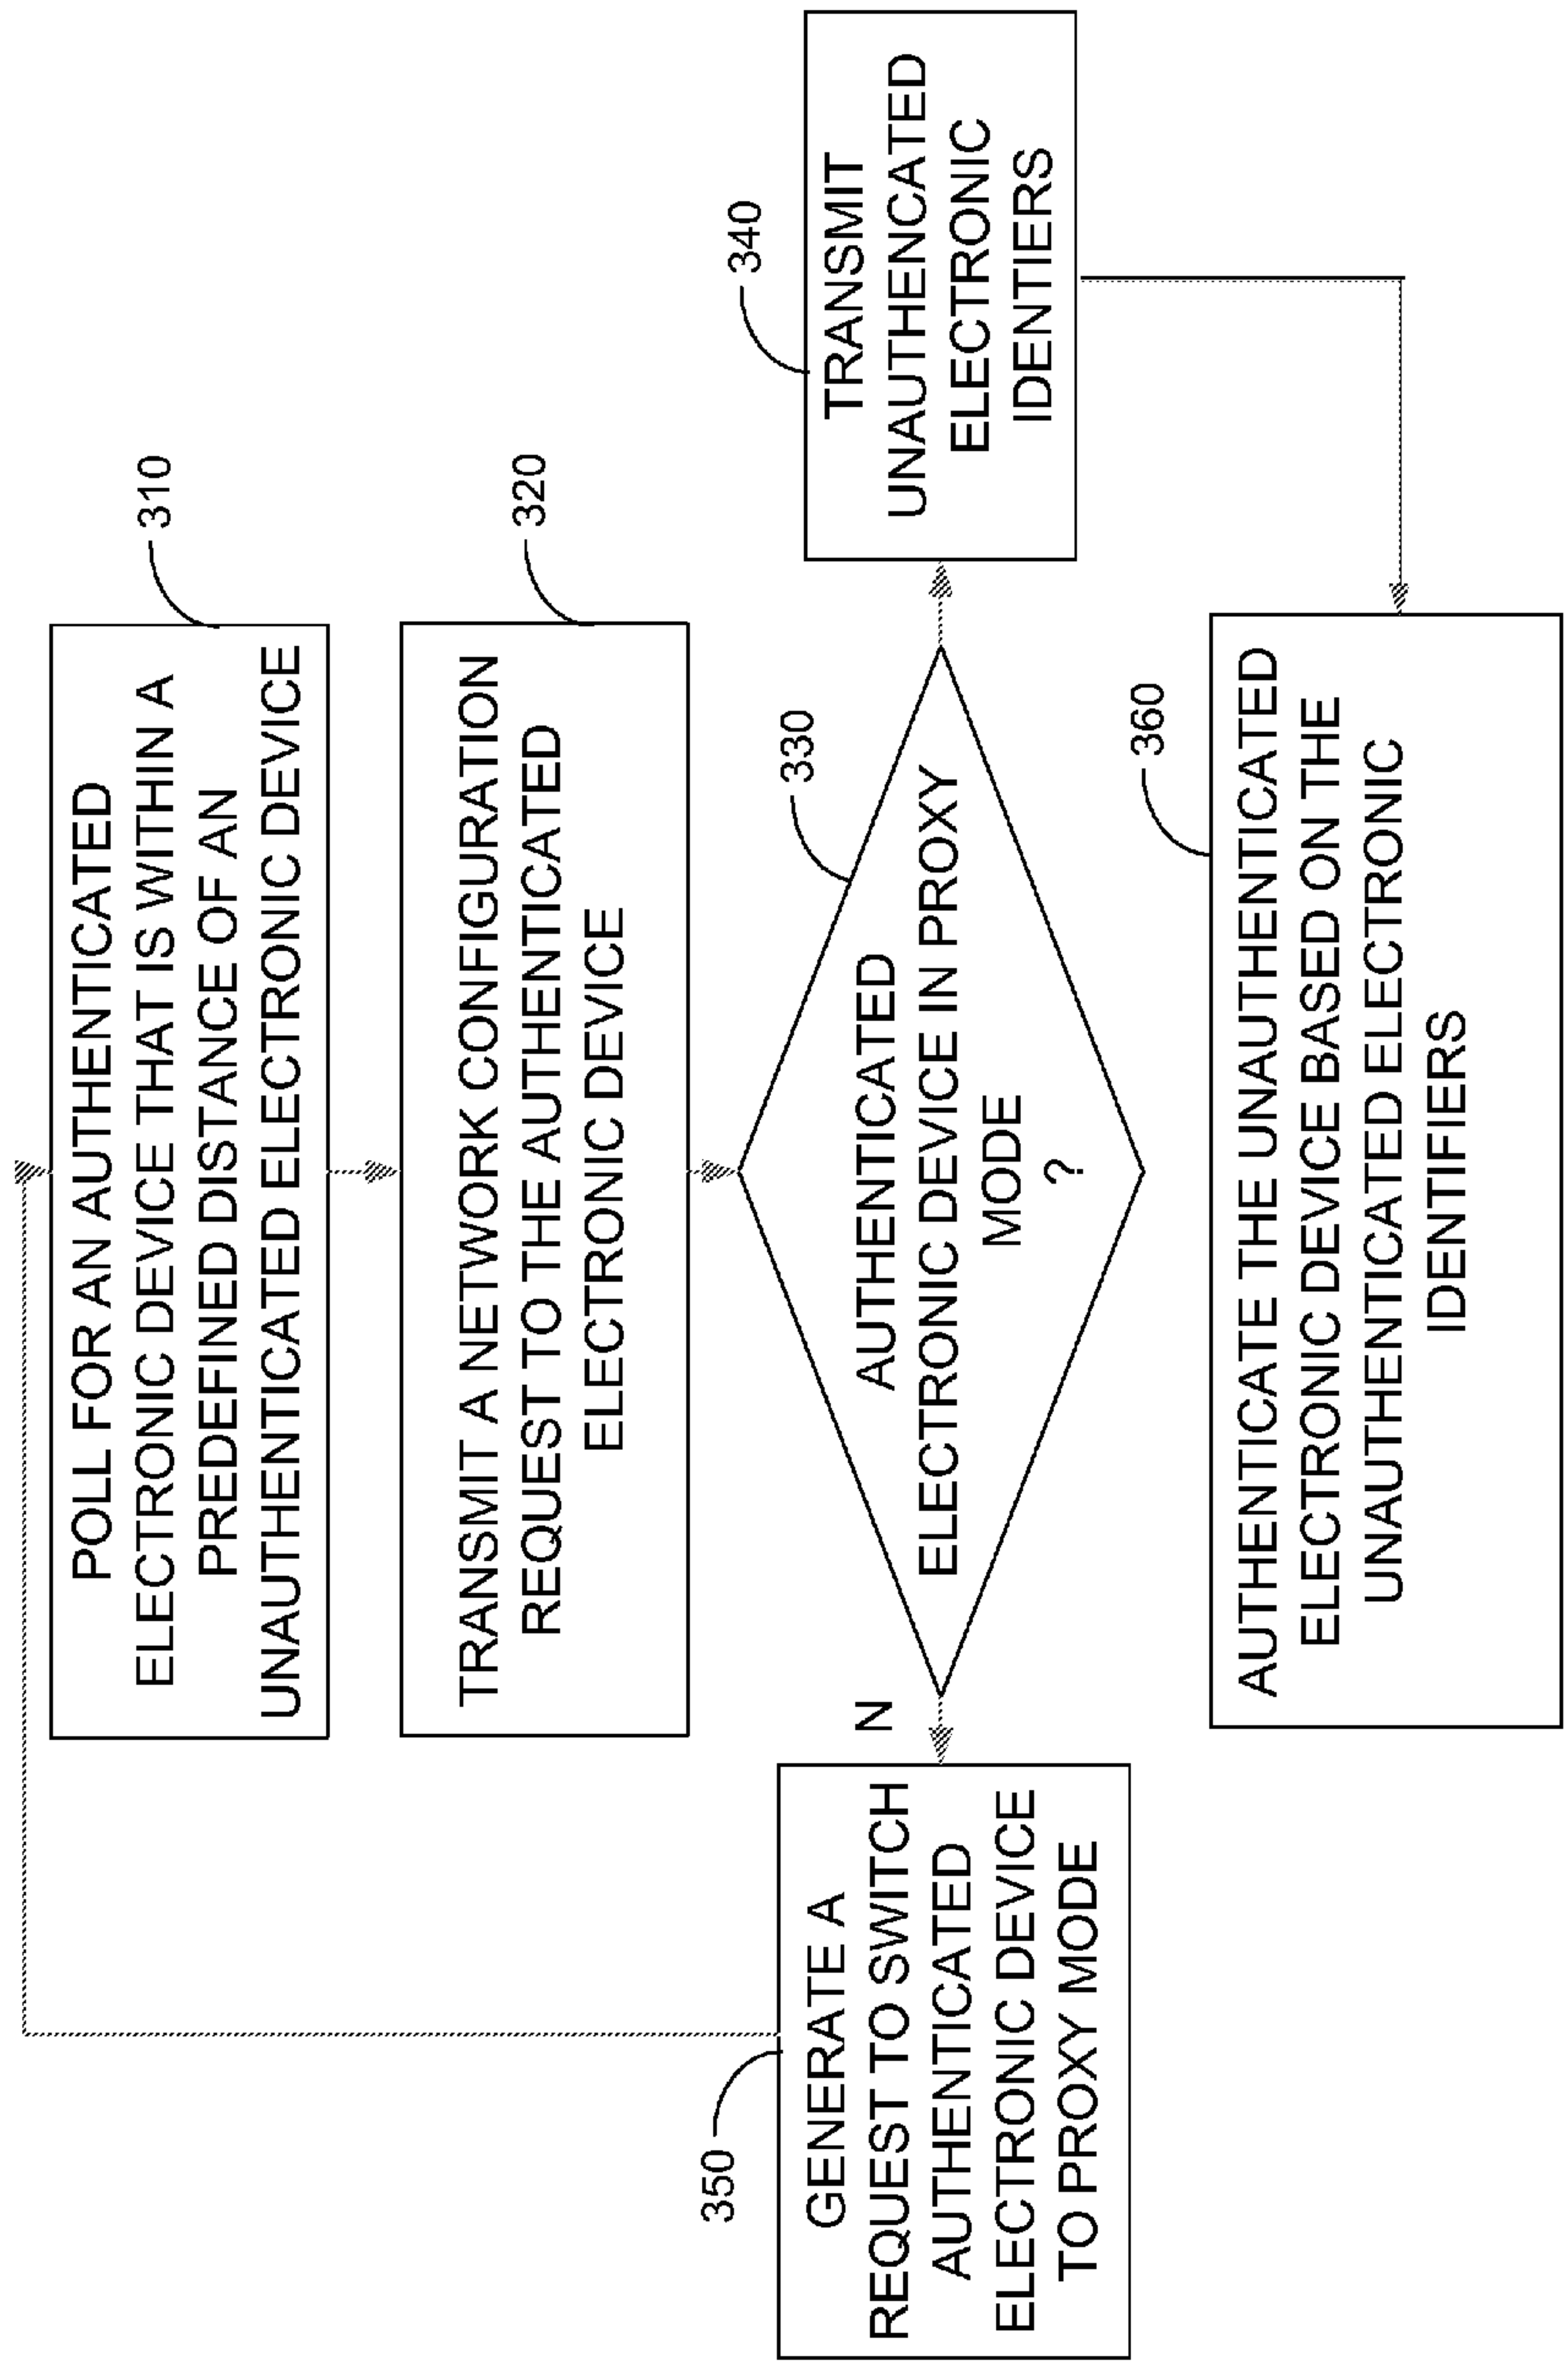 310
POLL FOR AN AUTHENTICATED
ELECTRONIC DEVICE THAT IS WITHIN A
PREDEFINED DISTANCE OF AN
UNAUTHENTICATED ELECTRONIC DEVICE
320
TRANSMIT A NETWORK CONFIGURATION
REQUEST TO THE AUTHENTICATED
ELECTRONIC DEVICE
330
AUTHENTICATED
ELECTRONIC DEVICE IN PROXY
MODE
?
N
350
GENERATE A
REQUEST TO SWITCH
AUTHENTICATED
ELECTRONIC DEVICE
TO PROXY MODE
340
TRANSMIT
UNAUTHENCATED
ELECTRONIC
IDENTIERS
360
AUTHENTICATE THE UNAUTHENTICATED
ELECTRONIC DEVICE BASED ON THE
UNAUTHENTICATED ELECTRONIC
IDENTIFIERS